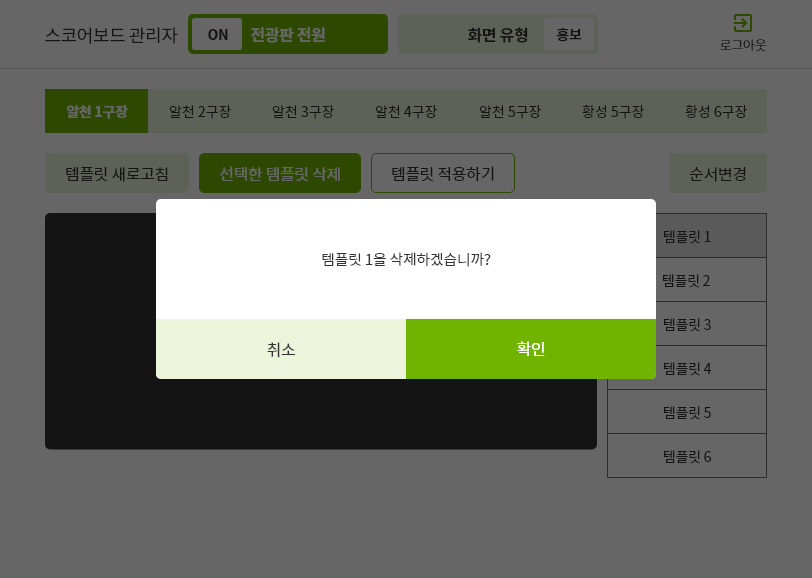 스코어보드 관리자
ON 전광판 전원
화면 유형 홍보
로그아웃
알천 1구장 알천 2구장 알천 3구장 알천 4구장 알천 5구장 황성 5구장 황성 6구장
템플릿 새로고침 선택한 템플릿 삭제 템플릿 적용하기 순서변경
템플릿 1을 삭제하겠습니까?
취소 확인
템플릿 1
템플릿 2
템플릿 3
템플릿 4
템플릿 5
템플릿 6